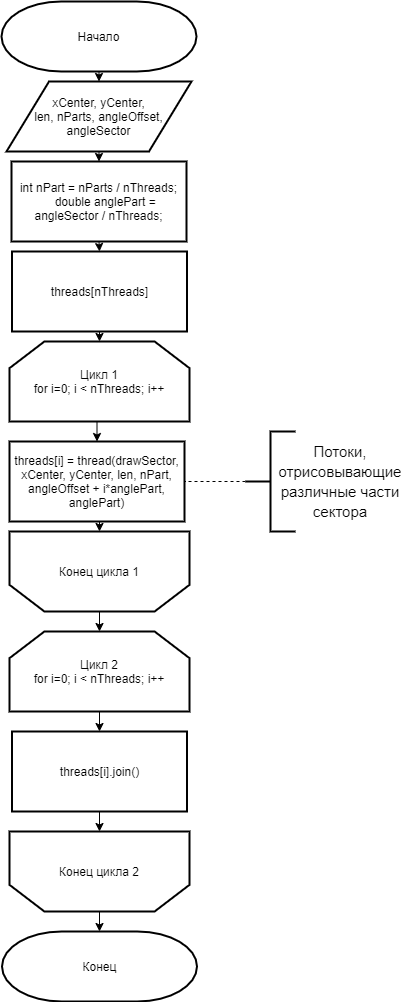 Начало
xCenter, yCenter,
len, nParts, angleOffset,
angleSector
int nPart = nParts / nThreads;
double anglePart =
angleSector / nThreads;
threads[nThreads]
Цикл 1
for i=0; i < nThreads; i++
threads[i] = thread(drawSector,
xCenter, yCenter, len, nPart,
angleOffset + i*anglePart,
anglePart)
Потоки,
отрисовывающие
различные части
сектора
Конец цикла 1
Цикл 2
for i=0; i < nThreads; i++
threads[i].join()
Конец цикла 2
Конец